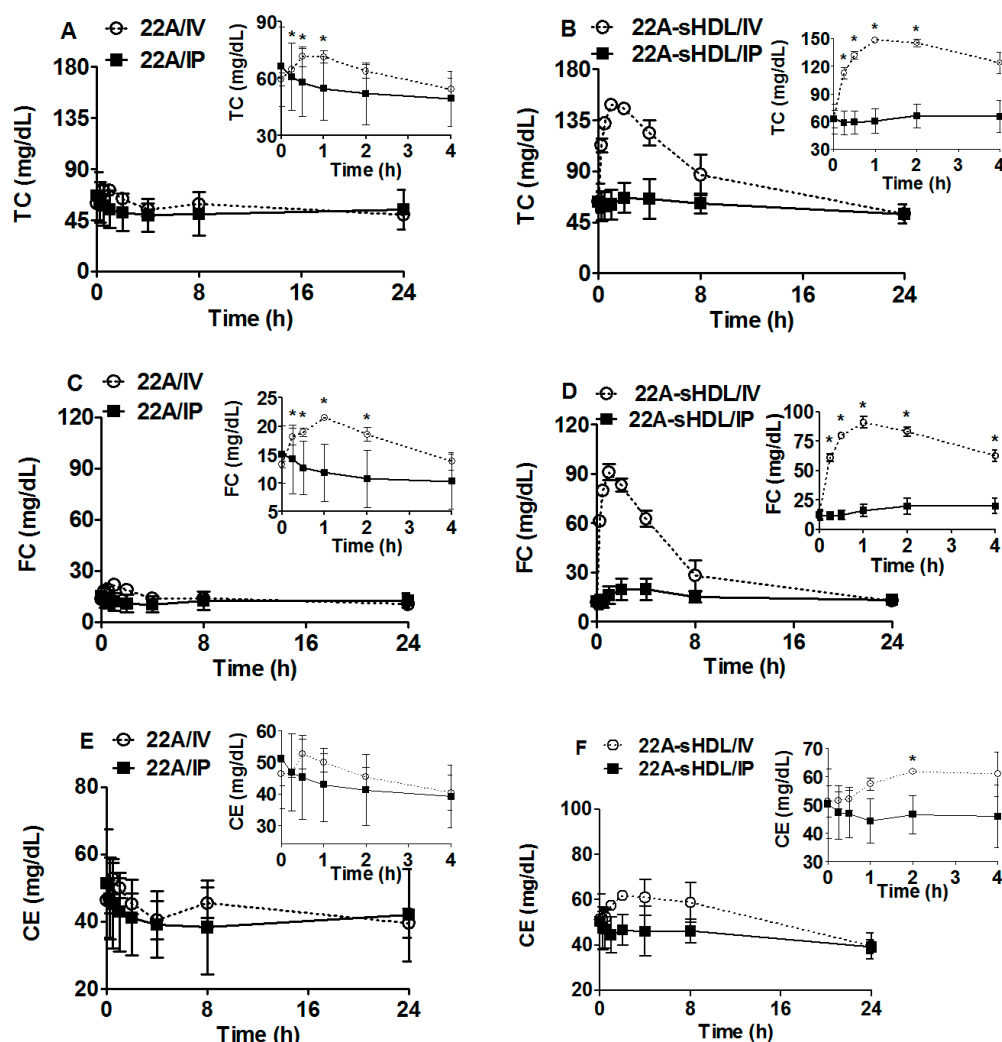 A
22A/IV
22A/IP
TC (mg/dL)
180
135
90
45
0
0 8 16 24
Time (h)
TC (mg/dL)
90
60
30
* * *
0 1 2 3 4
Time (h)
B
22A-sHDL/IV
22A-sHDL/IP
TC (mg/dL)
180
135
90
45
0
0 8 16 24
Time (h)
TC (mg/dL)
150
120
90
60
30
* * * *
0 1 2 3 4
Time (h)
C
22A/IV
22A/IP
FC (mg/dL)
120
90
60
30
0
0 8 16 24
Time (h)
FC (mg/dL)
25
20
15
10
5
* * * *
0 1 2 3 4
Time (h)
D
22A-sHDL/IV
22A-sHDL/IP
FC (mg/dL)
120
90
60
30
0
0 8 16 24
Time (h)
FC (mg/dL)
100
75
50
25
0
* * * * *
0 1 2 3 4
Time (h)
E
22A/IV
22A/IP
CE (mg/dL)
80
60
40
20
0 8 16 24
Time (h)
CE (mg/dL)
60
50
40
30
0 1 2 3 4
Time (h)
F
22A-sHDL/IV
22A-sHDL/IP
CE (mg/dL)
100
80
60
40
20
0 8 16 24
Time (h)
CE (mg/dL)
70
60
50
40
30
*
0 1 2 3 4
Time (h)